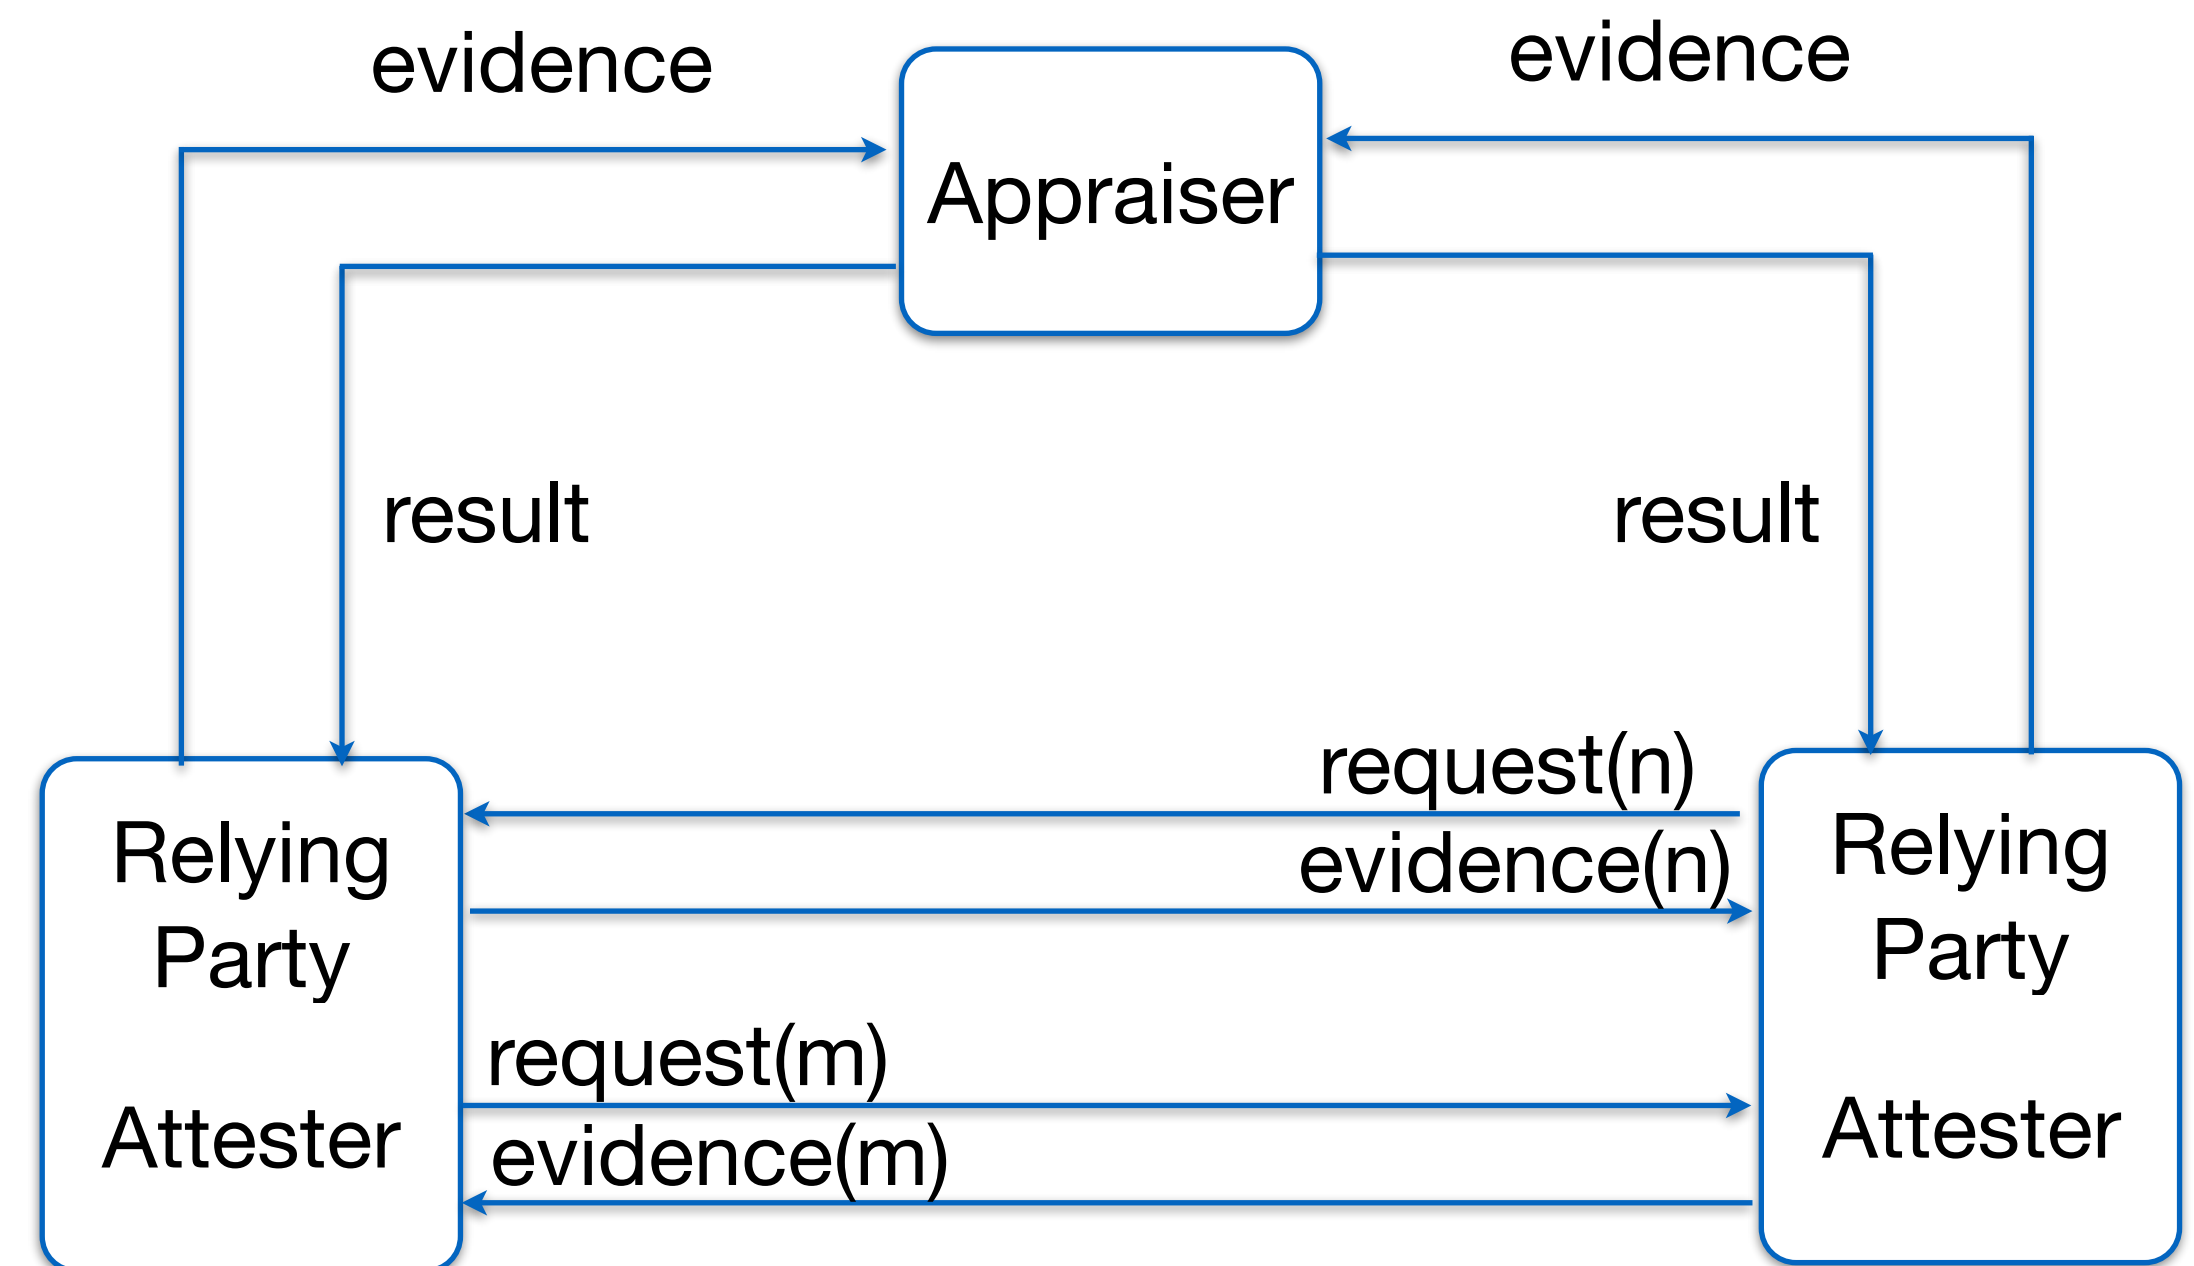 evidence
evidence
Appraiser
result
result
request(n)
evidence(n)
Relying
Party
Attester
Relying
Party
Attester
request(m)
evidence(m)